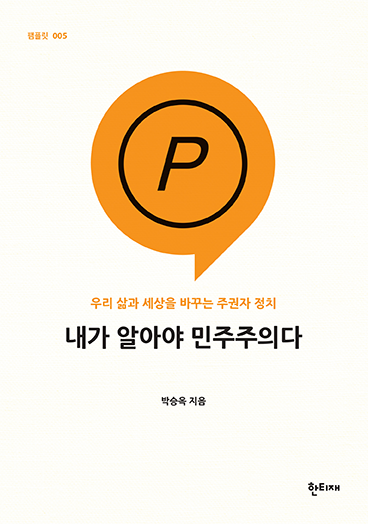 팸플릿 005
P
우리 삶과 세상을 바꾸는 주권자 정치
내가 알아야 민주주의다
박승옥 지음
한티재